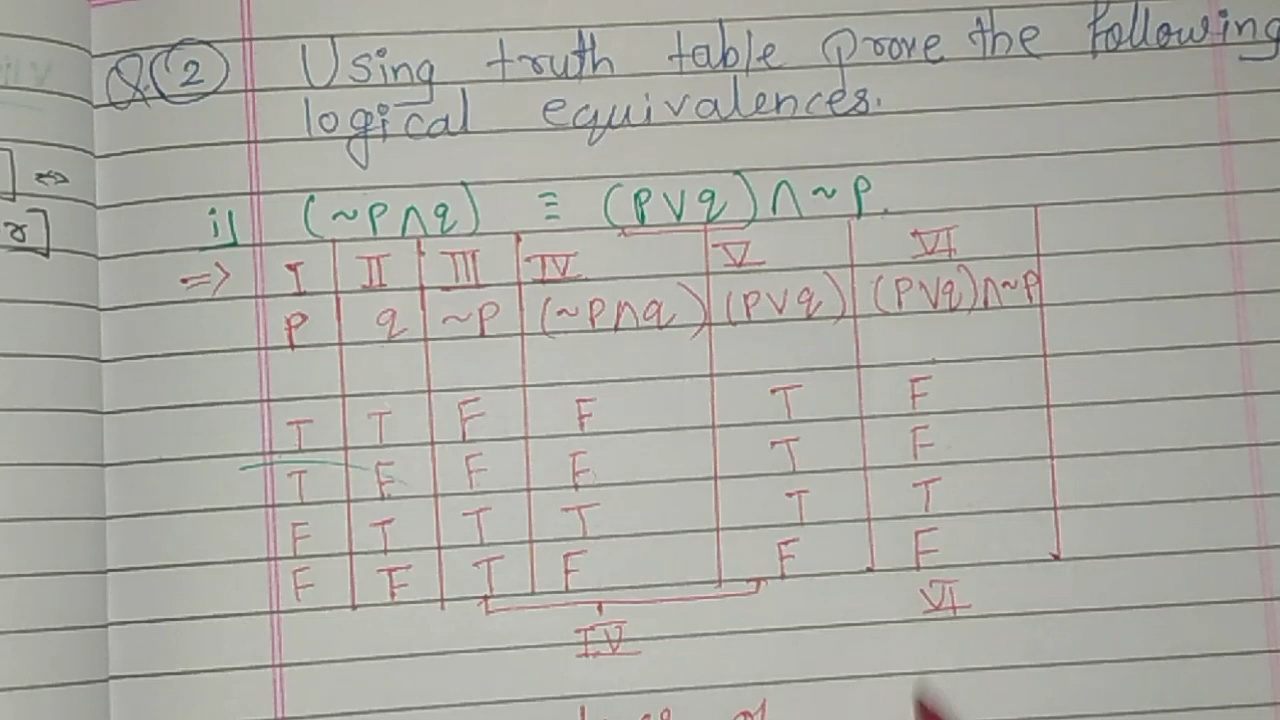 Q.(2) Using truth table prove the following
logical equivalences.
] ⇔
r]
i) (~p∧q) ≡ (p∨q)∧~p.
=> I II III IV V VI
p q ~p (~p∧q) (p∨q) (p∨q)∧~p
T T F F T F
T F F F T F
F T T T T T
F F T F F F
IV VI